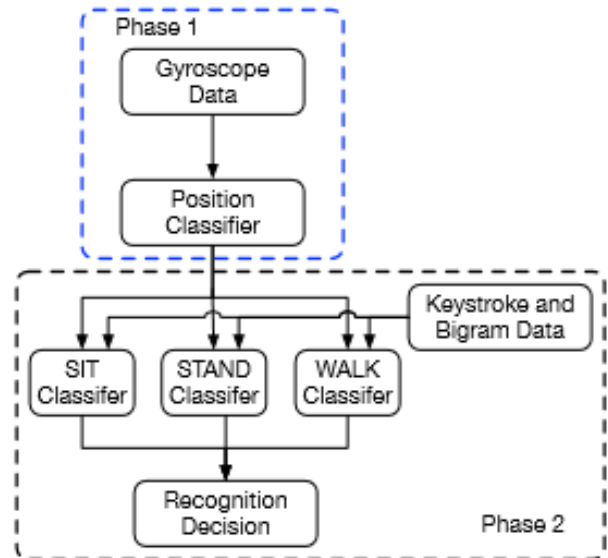 Phase 1
Gyroscope
Data
Position
Classifier
Keystroke and
Bigram Data
SIT
Classifer
STAND
Classifer
WALK
Classifer
Recognition
Decision
Phase 2